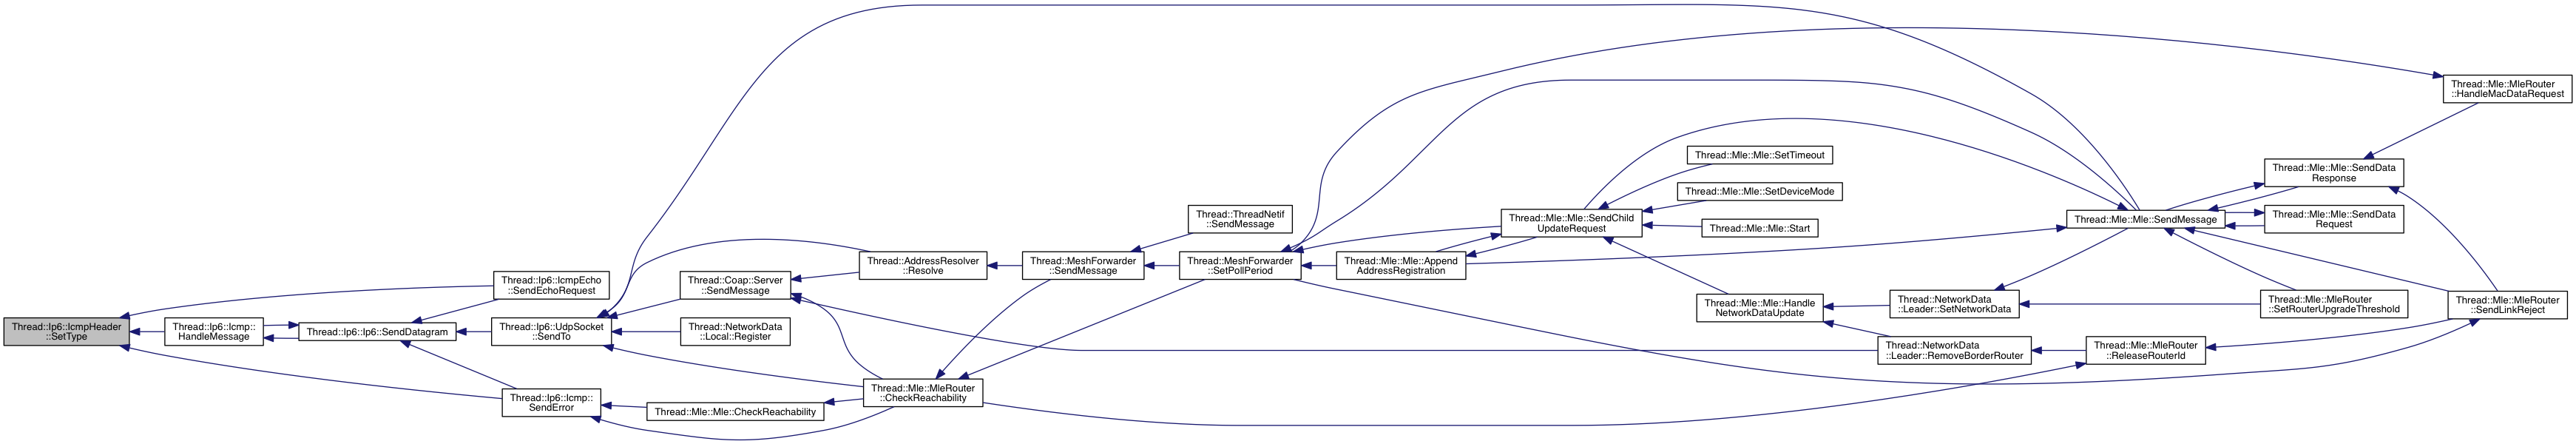 Thread::Ip6::IcmpHeader
::SetType
Thread::Ip6::Icmp::
HandleMessage
Thread::Ip6::Ip6::SendDatagram
Thread::Ip6::IcmpEcho
::SendEchoRequest
Thread::Ip6::UdpSocket
::SendTo
Thread::Ip6::Icmp::
SendError
Thread::Coap::Server
::SendMessage
Thread::NetworkData
::Local::Register
Thread::Mle::Mle::CheckReachability
Thread::AddressResolver
::Resolve
Thread::Mle::MleRouter
::CheckReachability
Thread::MeshForwarder
::SendMessage
Thread::ThreadNetif
::SendMessage
Thread::MeshForwarder
::SetPollPeriod
Thread::Mle::Mle::Append
AddressRegistration
Thread::Mle::Mle::SendChild
UpdateRequest
Thread::Mle::Mle::SetTimeout
Thread::Mle::Mle::SetDeviceMode
Thread::Mle::Mle::Start
Thread::Mle::Mle::Handle
NetworkDataUpdate
Thread::NetworkData
::Leader::SetNetworkData
Thread::NetworkData
::Leader::RemoveBorderRouter
Thread::Mle::Mle::SendMessage
Thread::Mle::MleRouter
::ReleaseRouterId
Thread::Mle::Mle::SendData
Response
Thread::Mle::Mle::SendData
Request
Thread::Mle::MleRouter
::SetRouterUpgradeThreshold
Thread::Mle::MleRouter
::HandleMacDataRequest
Thread::Mle::MleRouter
::SendLinkReject